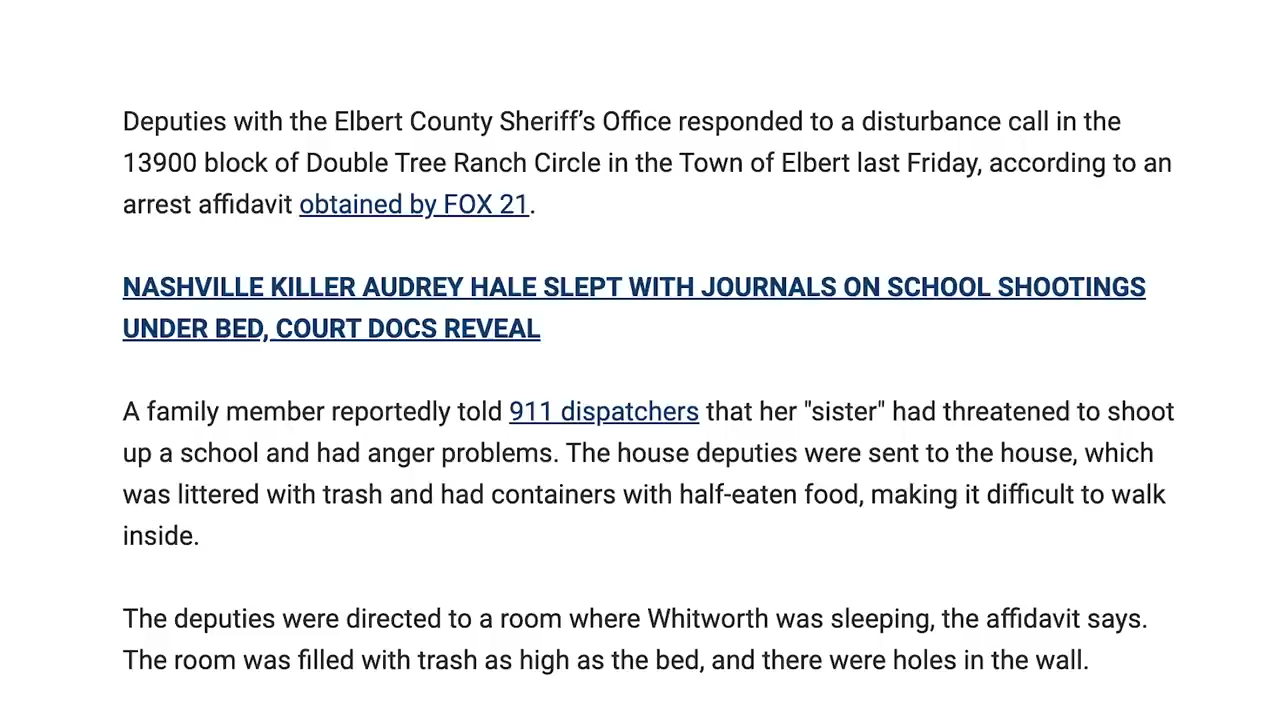 Deputies with the Elbert County Sheriff’s Office responded to a disturbance call in the
13900 block of Double Tree Ranch Circle in the Town of Elbert last Friday, according to an
arrest affidavit obtained by FOX 21.
NASHVILLE KILLER AUDREY HALE SLEPT WITH JOURNALS ON SCHOOL SHOOTINGS
UNDER BED, COURT DOCS REVEAL
A family member reportedly told 911 dispatchers that her "sister" had threatened to shoot
up a school and had anger problems. The house deputies were sent to the house, which
was littered with trash and had containers with half-eaten food, making it difficult to walk
inside.
The deputies were directed to a room where Whitworth was sleeping, the affidavit says.
The room was filled with trash as high as the bed, and there were holes in the wall.